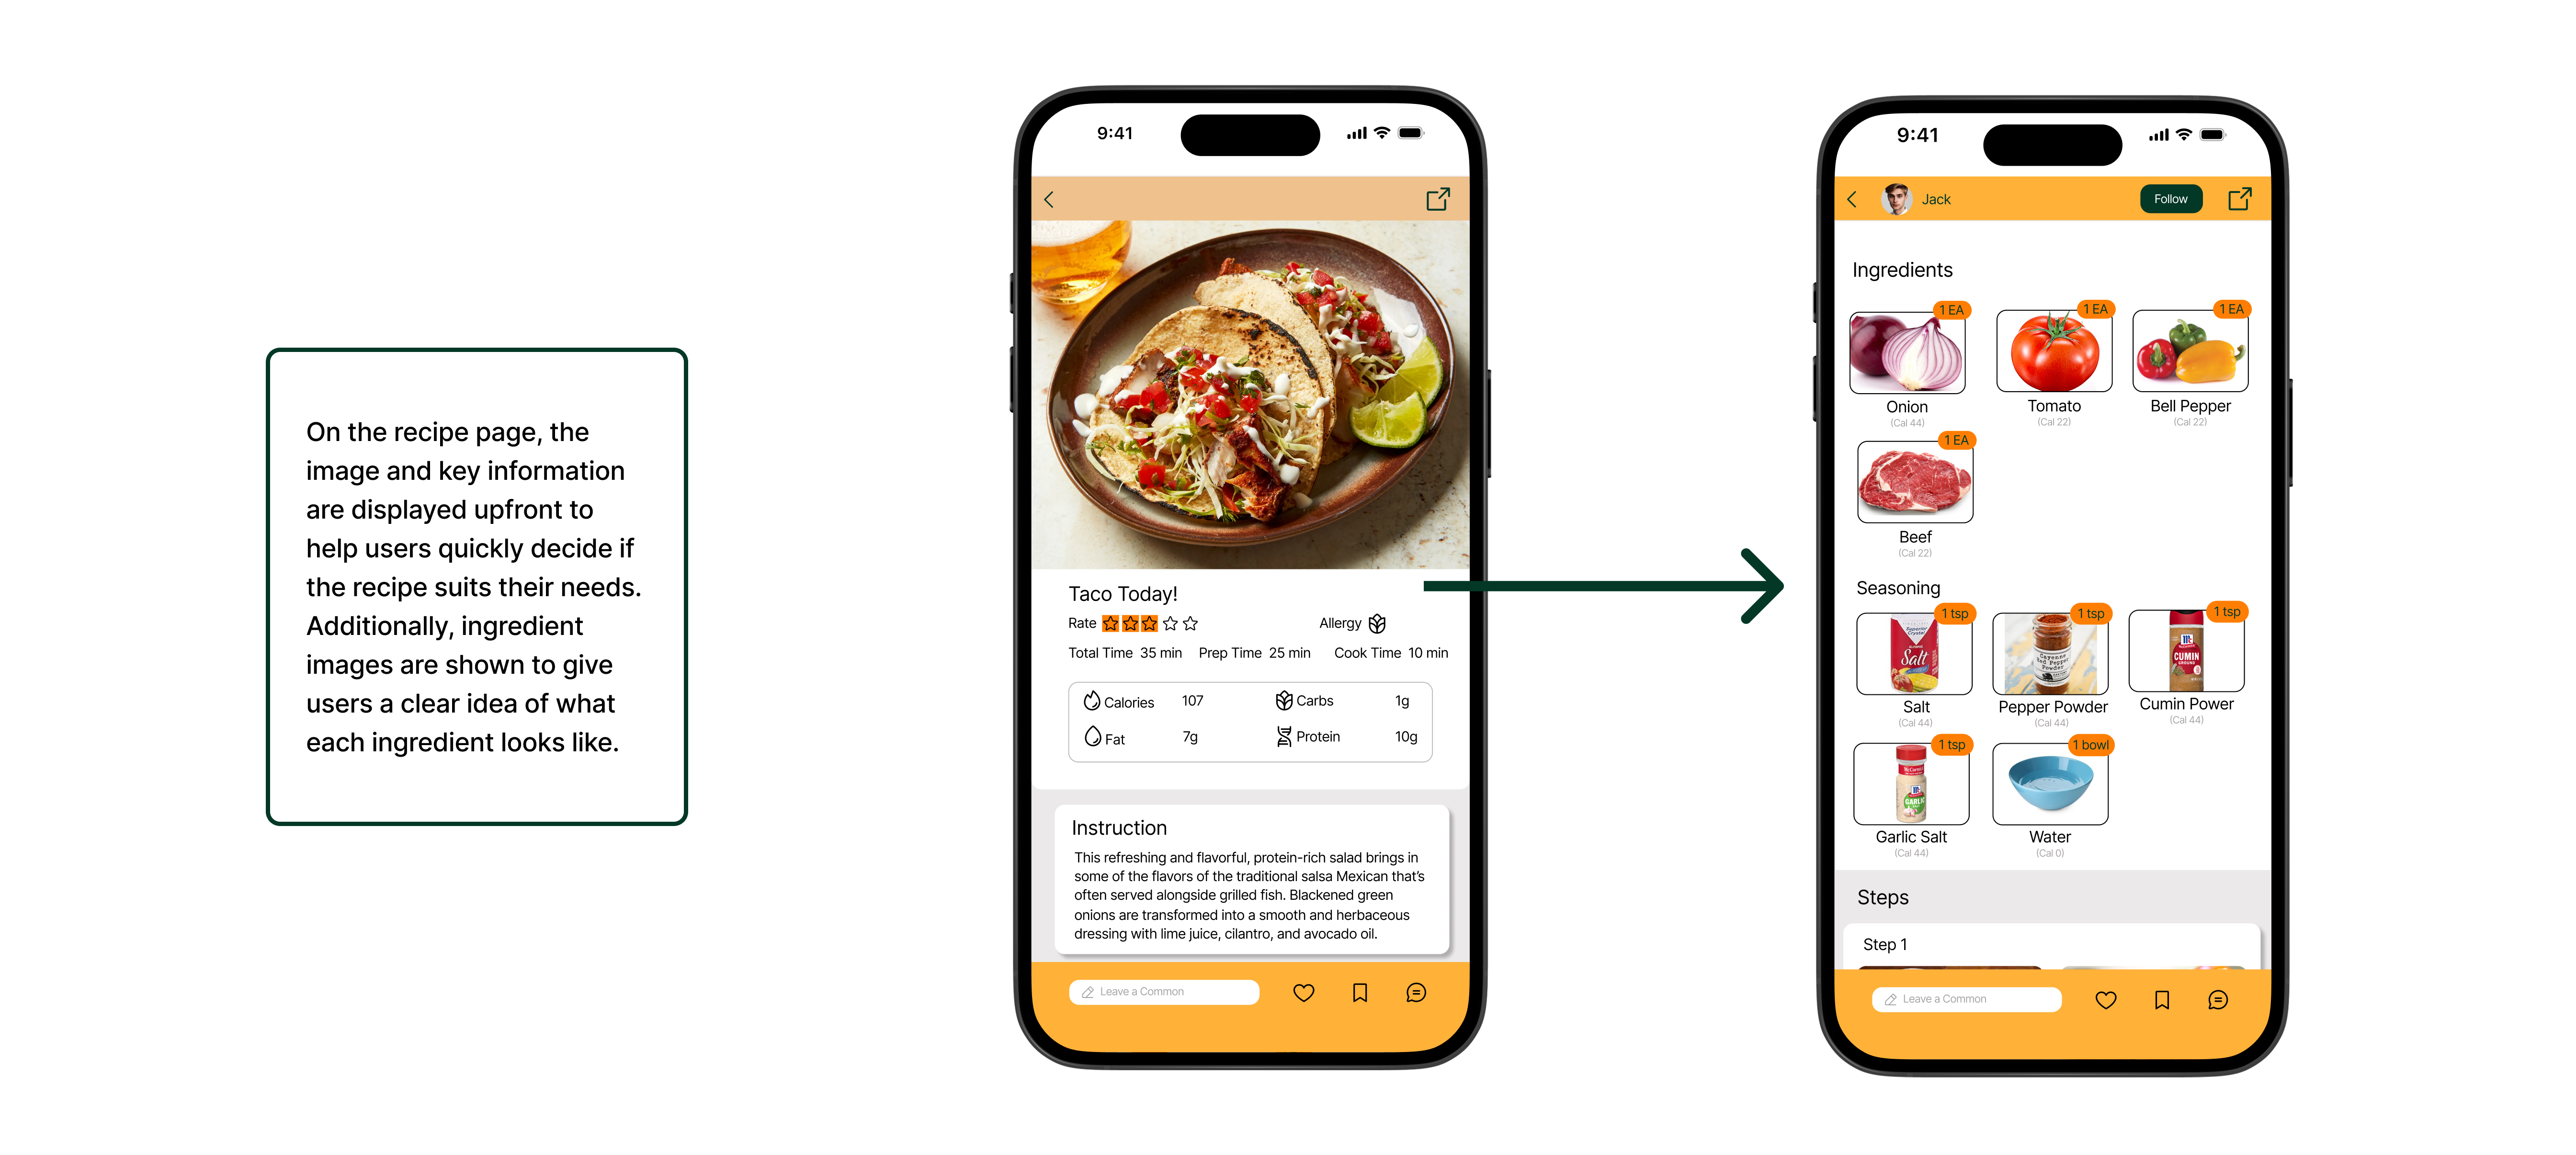 On the recipe page, the
image and key information
are displayed upfront to
help users quickly decide if
the recipe suits their needs.
Additionally, ingredient
images are shown to give
users a clear idea of what
each ingredient looks like.
9:41
Taco Today!
Rate
Allergy
Total Time 35 min Prep Time 25 min Cook Time 10 min
Calories 107 Carbs 1g
Fat 7g Protein 10g
Instruction
This refreshing and flavorful, protein-rich salad brings in
some of the flavors of the traditional salsa Mexican that's
often served alongside grilled fish. Blackened green
onions are transformed into a smooth and herbaceous
dressing with lime juice, cilantro, and avocado oil.
Leave a Common
9:41
Jack
Follow
Ingredients
1 EA 1 EA 1 EA
Onion Tomato Bell Pepper
(Cal 44) (Cal 22) (Cal 22)
1 EA
Beef
(Cal 22)
Seasoning
1 tsp 1 tsp 1 tsp
Salt
Cayenne
Red Pepper
Powder
CUMIN
GROUND
Salt Pepper Powder Cumin Power
(Cal 44) (Cal 44) (Cal 44)
1 tsp 1 bowl
GARLIC
Garlic Salt Water
(Cal 44) (Cal 0)
Steps
Step 1
Leave a Common